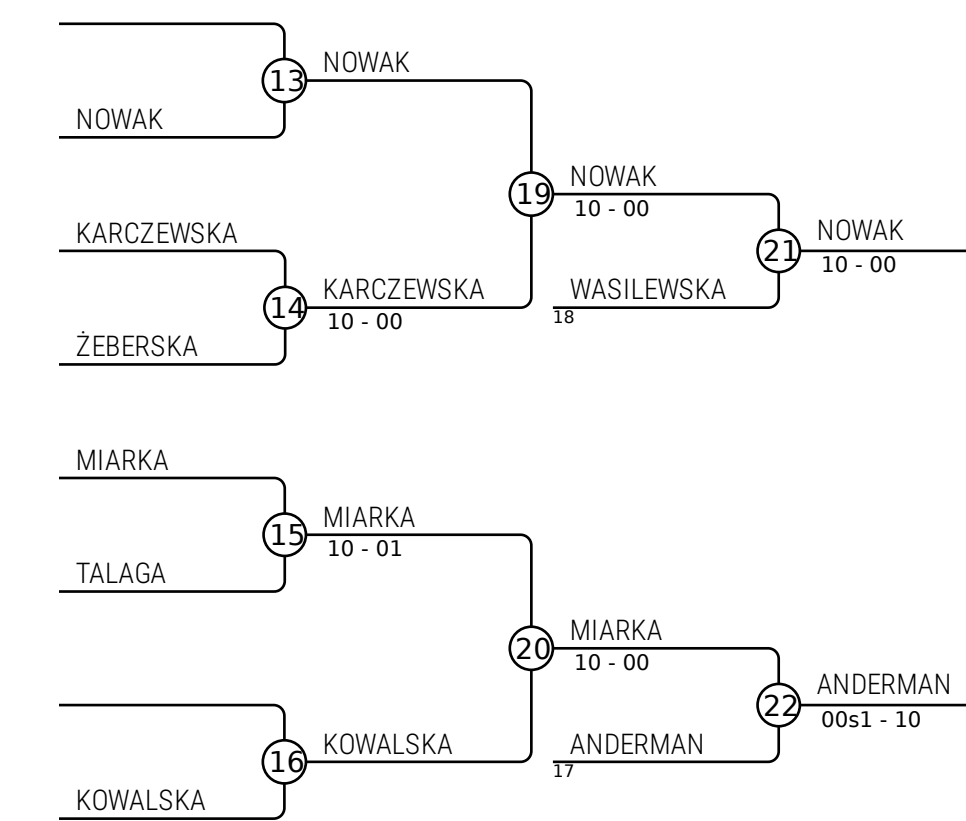 NOWAK
13
NOWAK
NOWAK
19
10 - 00
KARCZEWSKA
NOWAK
21
10 - 00
KARCZEWSKA
WASILEWSKA
14
10 - 00
18
ŻEBERSKA
MIARKA
MIARKA
15
10 - 01
TALAGA
MIARKA
20
10 - 00
ANDERMAN
22
00s1 - 10
KOWALSKA
ANDERMAN
16
17
KOWALSKA